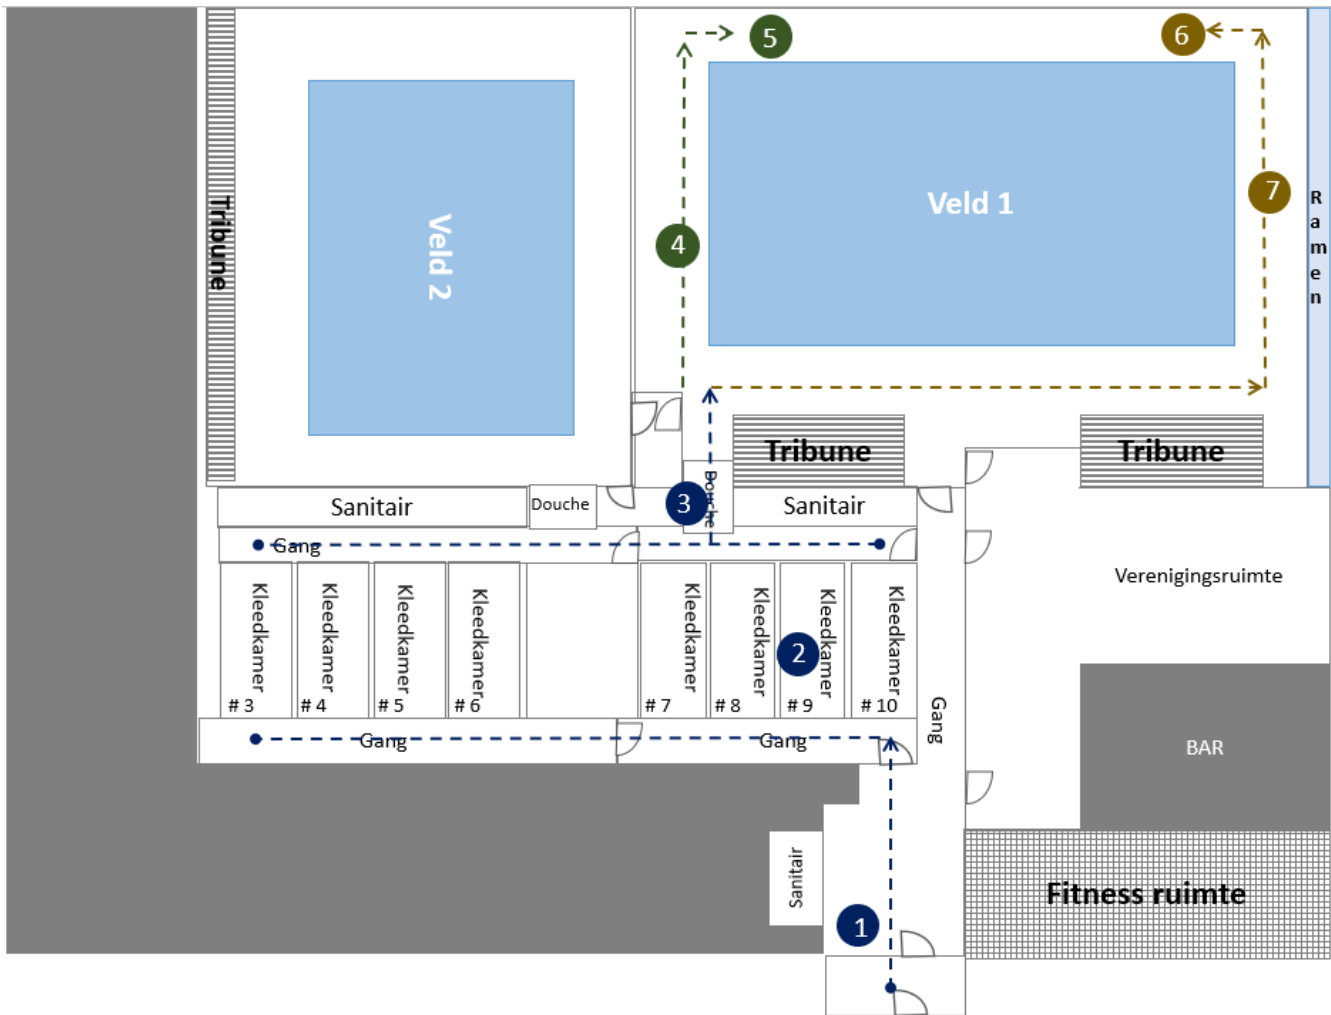 5
6
Tribune
Veld 2
Veld 1
4
7
Ramen
Tribune
Tribune
Sanitair
Douche
3
Douche
Sanitair
Gang
Verenigingsruimte
Kleedkamer
# 3
Kleedkamer
# 4
Kleedkamer
# 5
Kleedkamer
# 6
Kleedkamer
# 7
Kleedkamer
# 8
2
Kleedkamer
# 9
Kleedkamer
# 10
Gang
Gang
Gang
BAR
Sanitair
1
Fitness ruimte